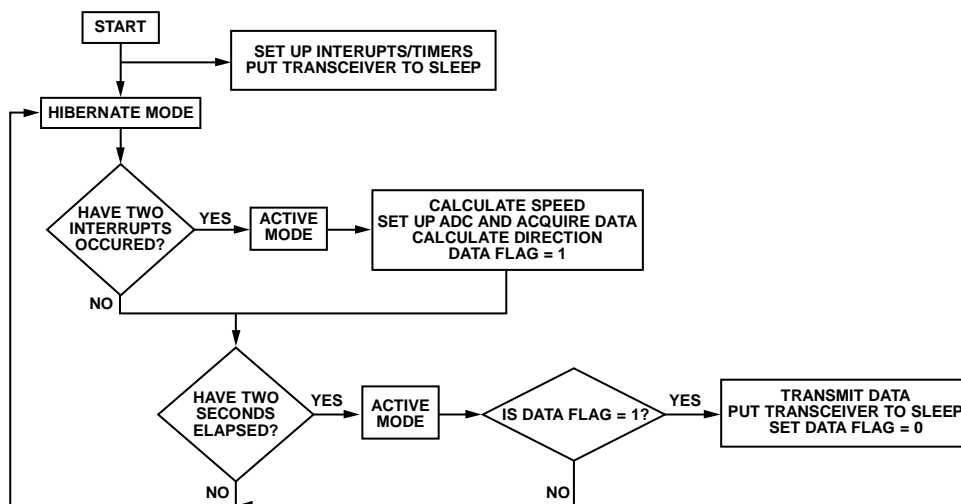 START
SET UP INTERUPTS/TIMERS
PUT TRANSCEIVER TO SLEEP
HIBERNATE MODE
HAVE TWO
INTERRUPTS
OCCURED?
YES
ACTIVE
MODE
CALCULATE SPEED
SET UP ADC AND ACQUIRE DATA
CALCULATE DIRECTION
DATA FLAG = 1
NO
HAVE TWO
SECONDS
ELAPSED?
YES
ACTIVE
MODE
IS DATA FLAG = 1?
YES
TRANSMIT DATA
PUT TRANSCEIVER TO SLEEP
SET DATA FLAG = 0
NO
NO